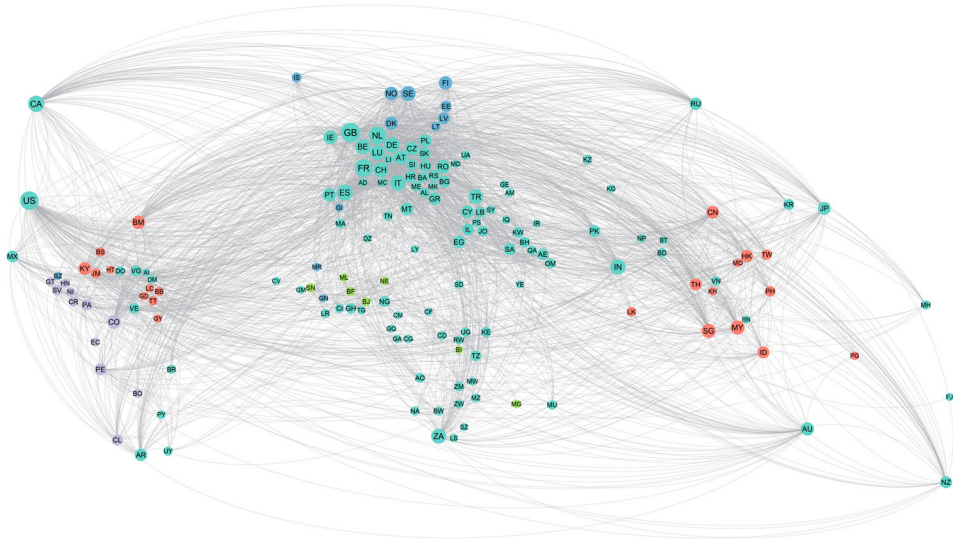 IS
FI
CA
NO
SE
RU
EE
DK
LV
LT
GB
IE
NL
PL
DE
BE
CZ
LU
SK
UA
AT
LI
MD
KZ
SI
HU
FR
CH
RO
HR
BA
RS
BG
AD
MC
IT
GE
KG
ME
MK
AM
AL
US
PT
ES
GR
TR
KR
JP
GI
MT
CY
LB
SY
CN
BM
TN
IQ
MA
PS
IR
IL
JO
KW
PK
NP
BT
DZ
EG
BH
MX
BS
LY
SA
QA
AE
BD
HK
TW
OM
MO
KY
HT
DO
VG
MR
IN
BZ
JM
AI
GT
HN
DM
CV
ML
NE
SD
YE
VN
TH
SV
NI
LC
BB
GM
SN
BF
KH
PH
CR
PA
GD
TT
GN
BJ
NG
MH
VE
CI
GH
TG
LR
CF
LK
CO
GY
CM
BN
GQ
SG
MY
EC
GA
CG
CD
UG
KE
RW
BI
ID
TZ
PG
PE
BR
AO
ZM
MW
BO
MZ
FJ
NA
BW
ZW
MG
MU
PY
SZ
AU
CL
ZA
LS
AR
UY
NZ